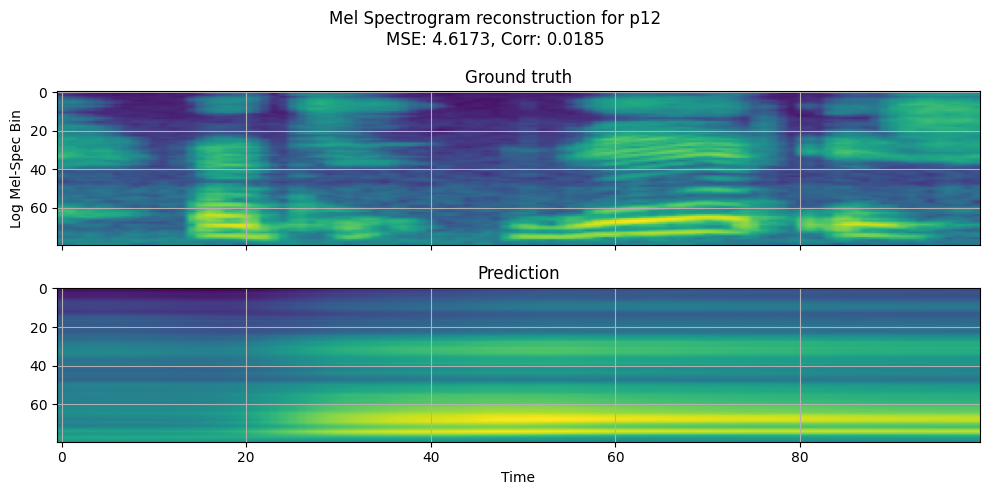 Mel Spectrogram reconstruction for p12
MSE: 4.6173, Corr: 0.0185
Ground truth
0
20
40
60
Log Mel-Spec Bin
Prediction
0
20
40
60
0 20 40 60 80
Time